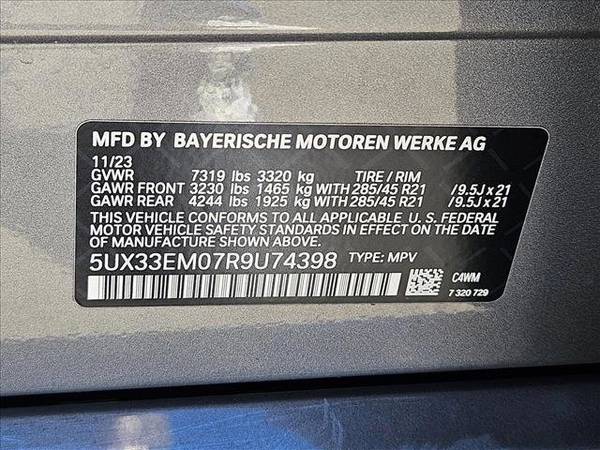 MFD BY BAYERISCHE MOTOREN WERKE AG
11/23
GVWR 7319 lbs 3320 kg TIRE / RIM
GAWR FRONT 3230 lbs 1465 kg WITH 285/45 R21 /9.5J x 21
GAWR REAR 4244 lbs 1925 kg WITH 285/45 R21 /9.5J x 21
THIS VEHICLE CONFORMS TO ALL APPLICABLE U. S. FEDERAL
MOTOR VEHICLE SAFETY STANDARDS IN EFFECT ON THE DATE OF
MANUFACTURE SHOWN ABOVE.
5UX33EM07R9U74398 TYPE: MPV
C4WM
7 320 729